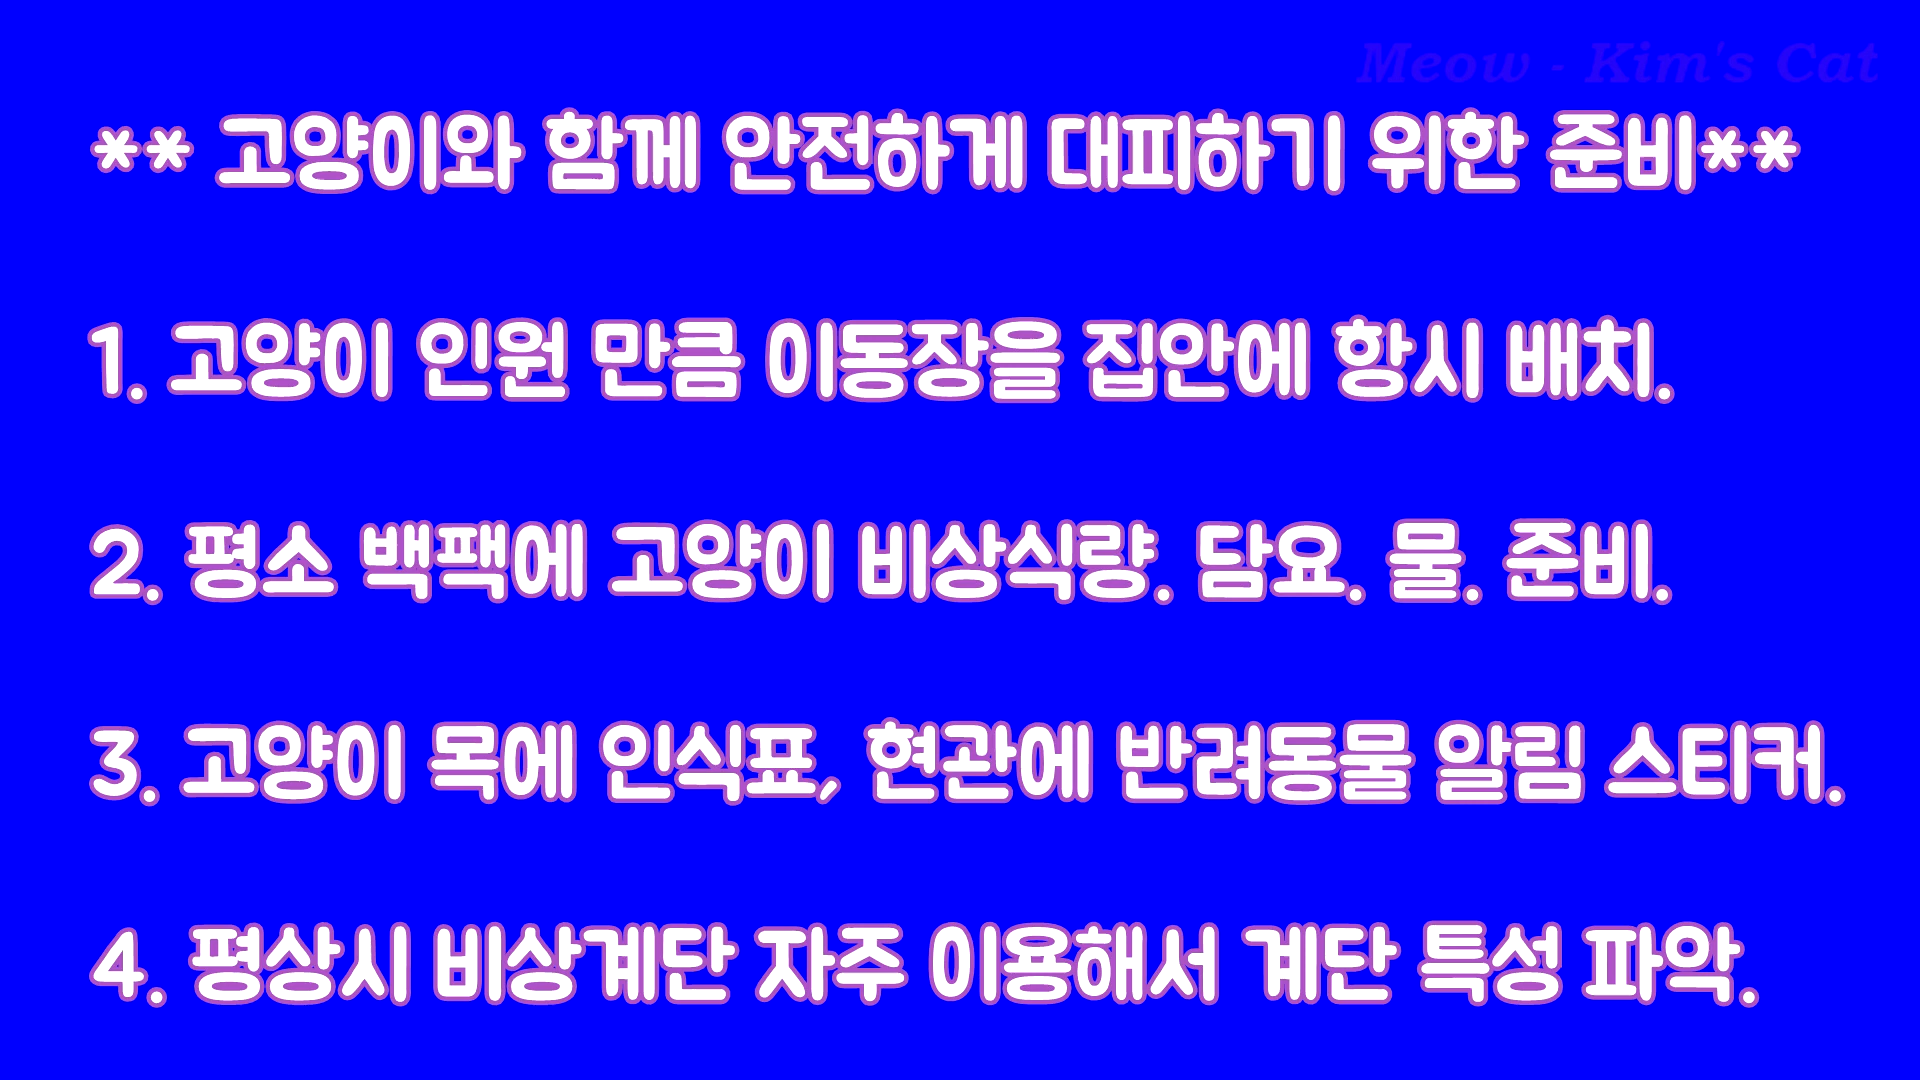 Meow - Kim's Cat
** 고양이와 함께 안전하게 대피하기 위한 준비**
1. 고양이 인원 만큼 이동장을 집안에 항시 배치.
2. 평소 백팩에 고양이 비상식량. 담요. 물. 준비.
3. 고양이 목에 인식표, 현관에 반려동물 알림 스티커.
4. 평상시 비상계단 자주 이용해서 계단 특성 파악.